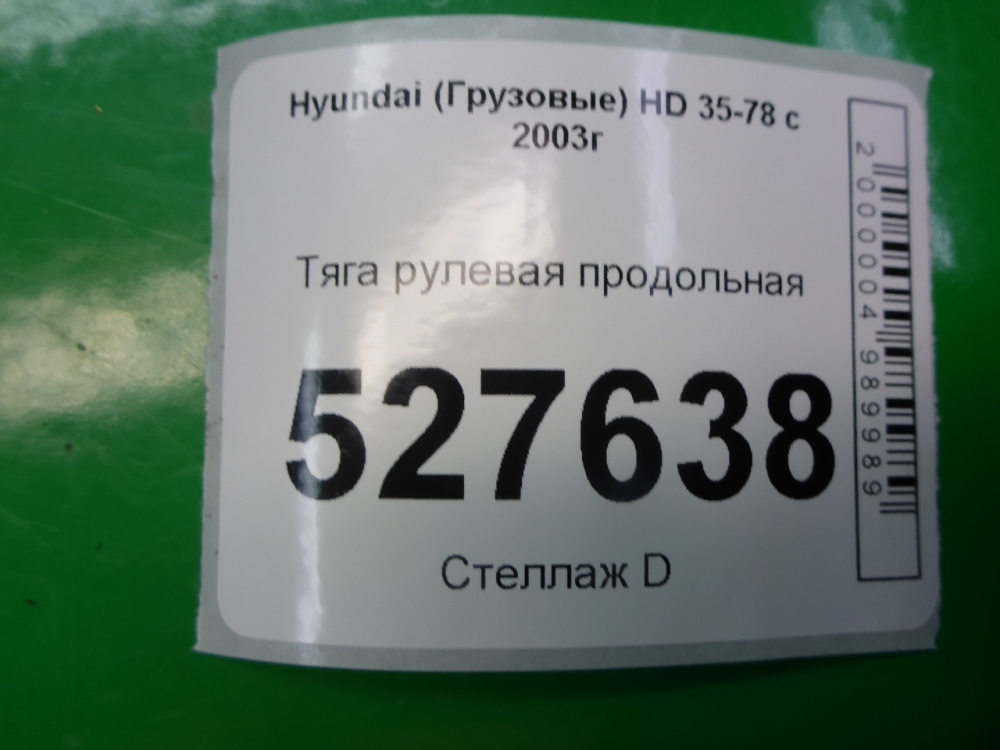 Hyundai (Грузовые) HD 35-78 с
2003г
Тяга рулевая продольная
527638
Стеллаж D
2000004989989